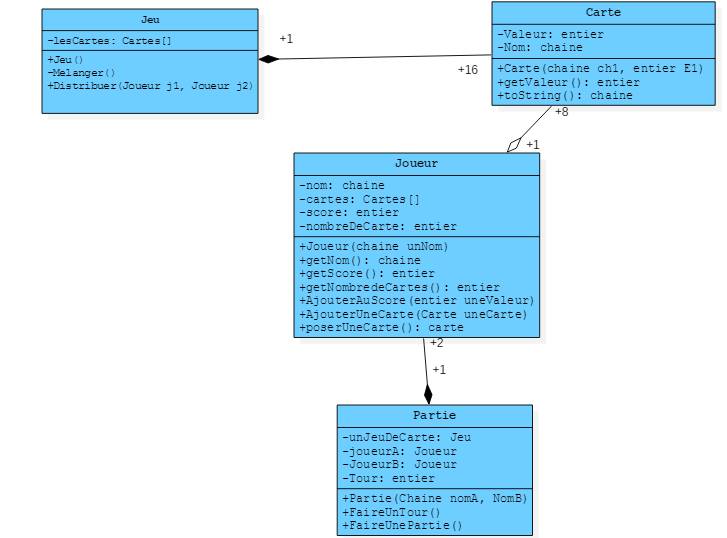 Jeu
-lesCartes: Cartes[]
+Jeu()
-Melanger()
+Distribuer(Joueur j1, Joueur j2)
+1
+16
Carte
-Valeur: entier
-Nom: chaine
+Carte(chaine ch1, entier E1)
+getValeur(): entier
+toString(): chaine
+8
+1
Joueur
-nom: chaine
-cartes: Cartes[]
-score: entier
-nombreDeCarte: entier
+Joueur(chaine unNom)
+getNom(): chaine
+getScore(): entier
+getNombredeCartes(): entier
+AjouterAuScore(entier uneValeur)
+AjouterUneCarte(Carte uneCarte)
+poserUneCarte(): carte
+2
+1
Partie
-unJeuDeCarte: Jeu
-joueurA: Joueur
-JoueurB: Joueur
-Tour: entier
+Partie(Chaine nomA, NomB)
+FaireUnTour()
+FaireUnePartie()